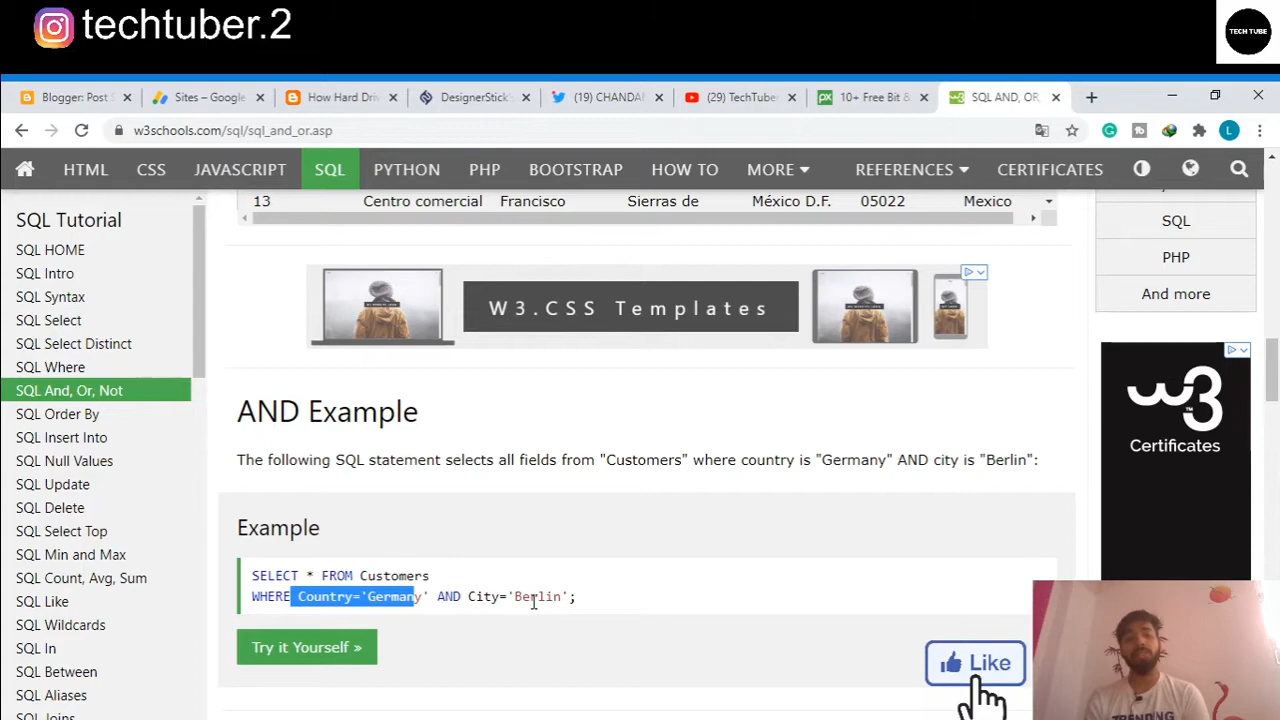 techtuber.2
TECH TUBE
Blogger: Post S
Sites – Google
How Hard Dri
DesignerStick's
(19) CHANDA
(29) TechTube
10+ Free Bit &
SQL AND, OR,
w3schools.com/sql/sql_and_or.asp
L
HTML CSS JAVASCRIPT SQL PYTHON PHP BOOTSTRAP HOW TO MORE REFERENCES CERTIFICATES
SQL Tutorial
SQL HOME
SQL Intro
SQL Syntax
SQL Select
SQL Select Distinct
SQL Where
SQL And, Or, Not
SQL Order By
SQL Insert Into
SQL Null Values
SQL Update
SQL Delete
SQL Select Top
SQL Min and Max
SQL Count, Avg, Sum
SQL Like
SQL Wildcards
SQL In
SQL Between
SQL Aliases
SQL Joins
13 Centro comercial Francisco Sierras de México D.F. 05022 Mexico
W3.CSS Templates
AND Example
The following SQL statement selects all fields from "Customers" where country is "Germany" AND city is "Berlin":
Example
SELECT * FROM Customers
WHERE Country='Germany' AND City='Berlin';
Try it Yourself »
SQL
PHP
And more
w3
Certificates
Like
TRENDING